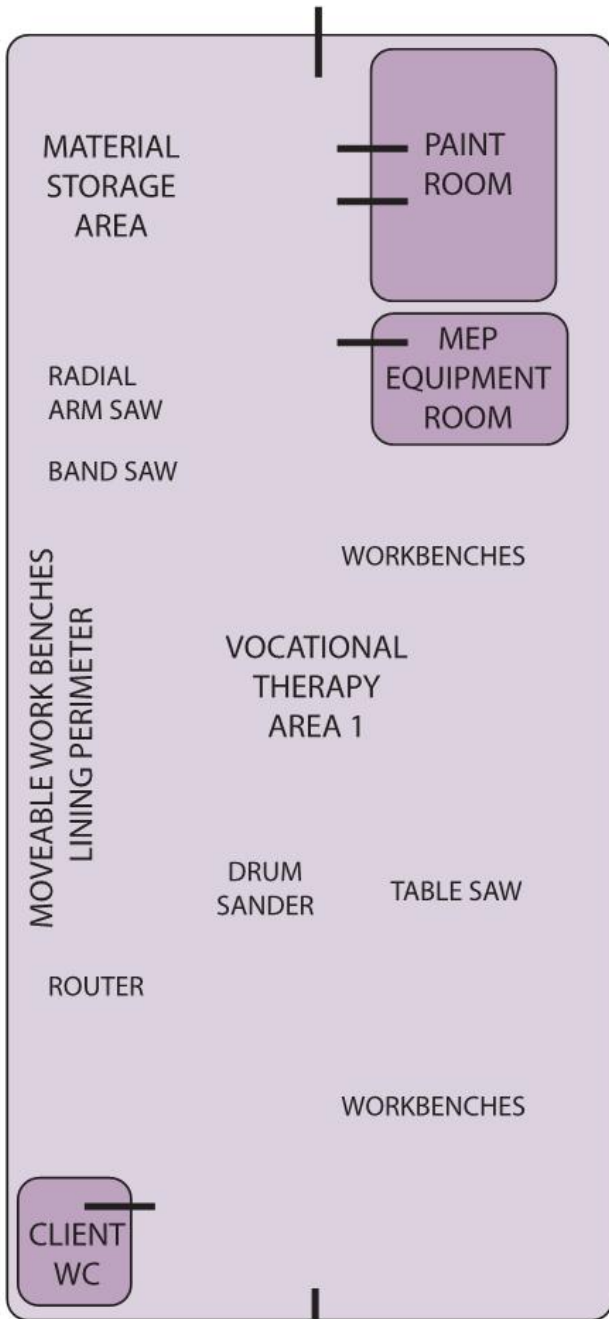 MATERIAL
STORAGE
AREA
PAINT
ROOM
MEP
EQUIPMENT
ROOM
RADIAL
ARM SAW
BAND SAW
WORKBENCHES
MOVEABLE WORK BENCHES
LINING PERIMETER
VOCATIONAL
THERAPY
AREA 1
DRUM
SANDER
TABLE SAW
ROUTER
WORKBENCHES
CLIENT
WC